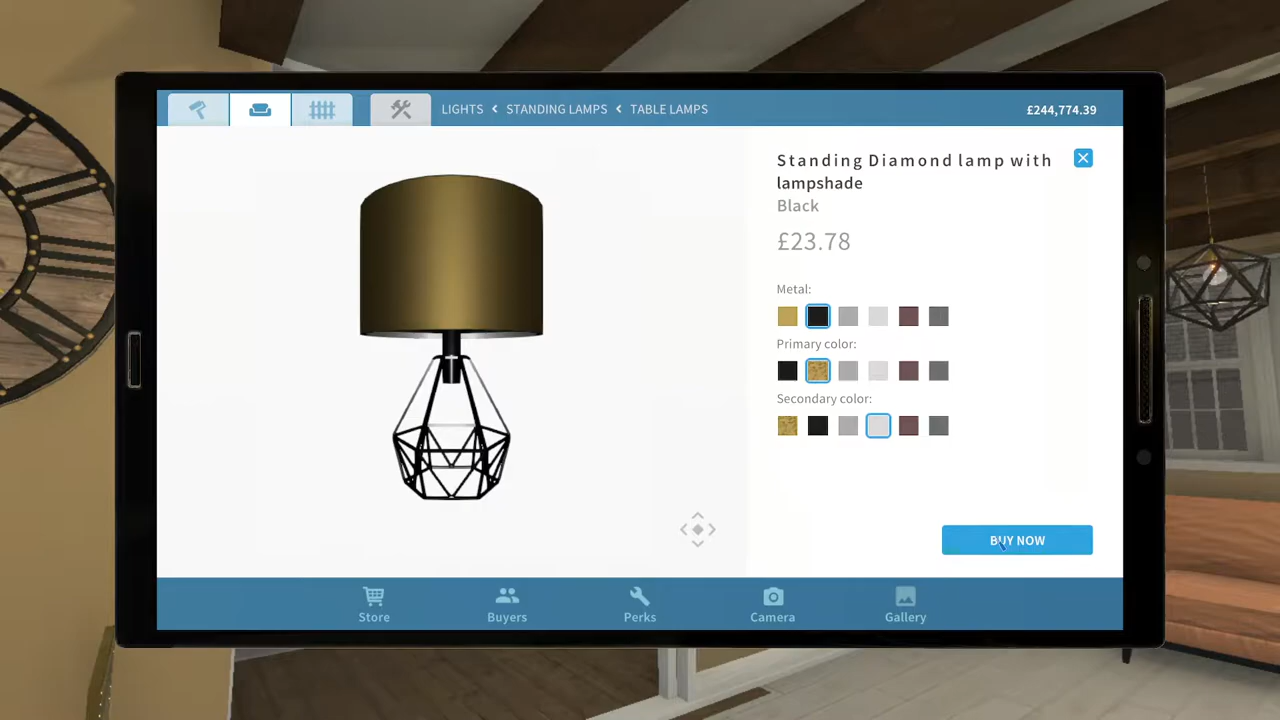 LIGHTS < STANDING LAMPS < TABLE LAMPS
£244,774.39
Standing Diamond lamp with
lampshade
Black
£23.78
Metal:
Primary color:
Secondary color:
BUY NOW
Store
Buyers
Perks
Camera
Gallery